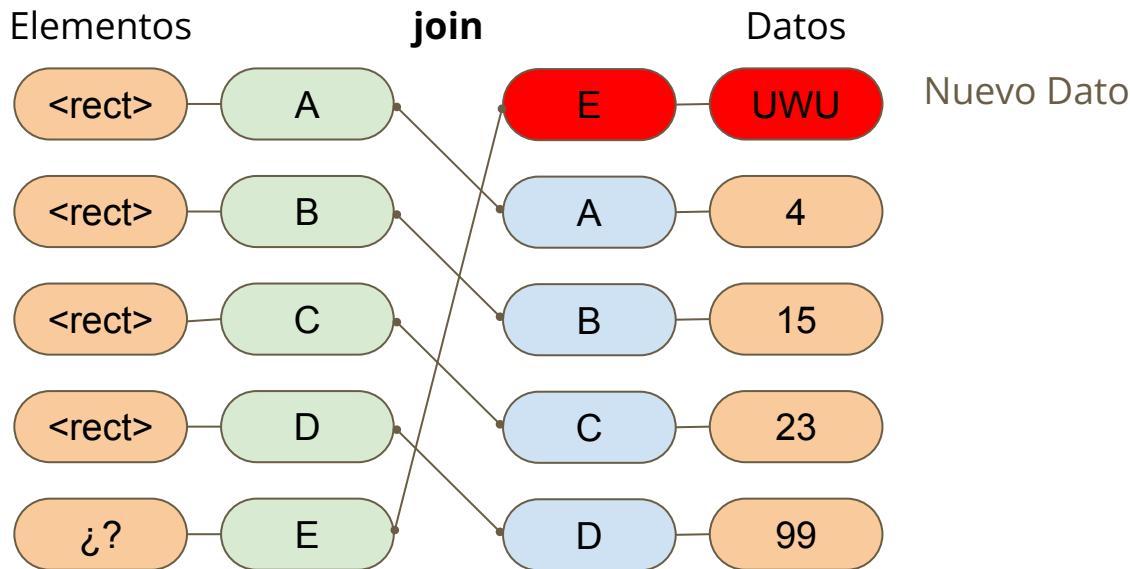 Elementos join Datos
<rect> A E UWU Nuevo Dato
<rect> B A 4
<rect> C B 15
<rect> D C 23
¿? E D 99